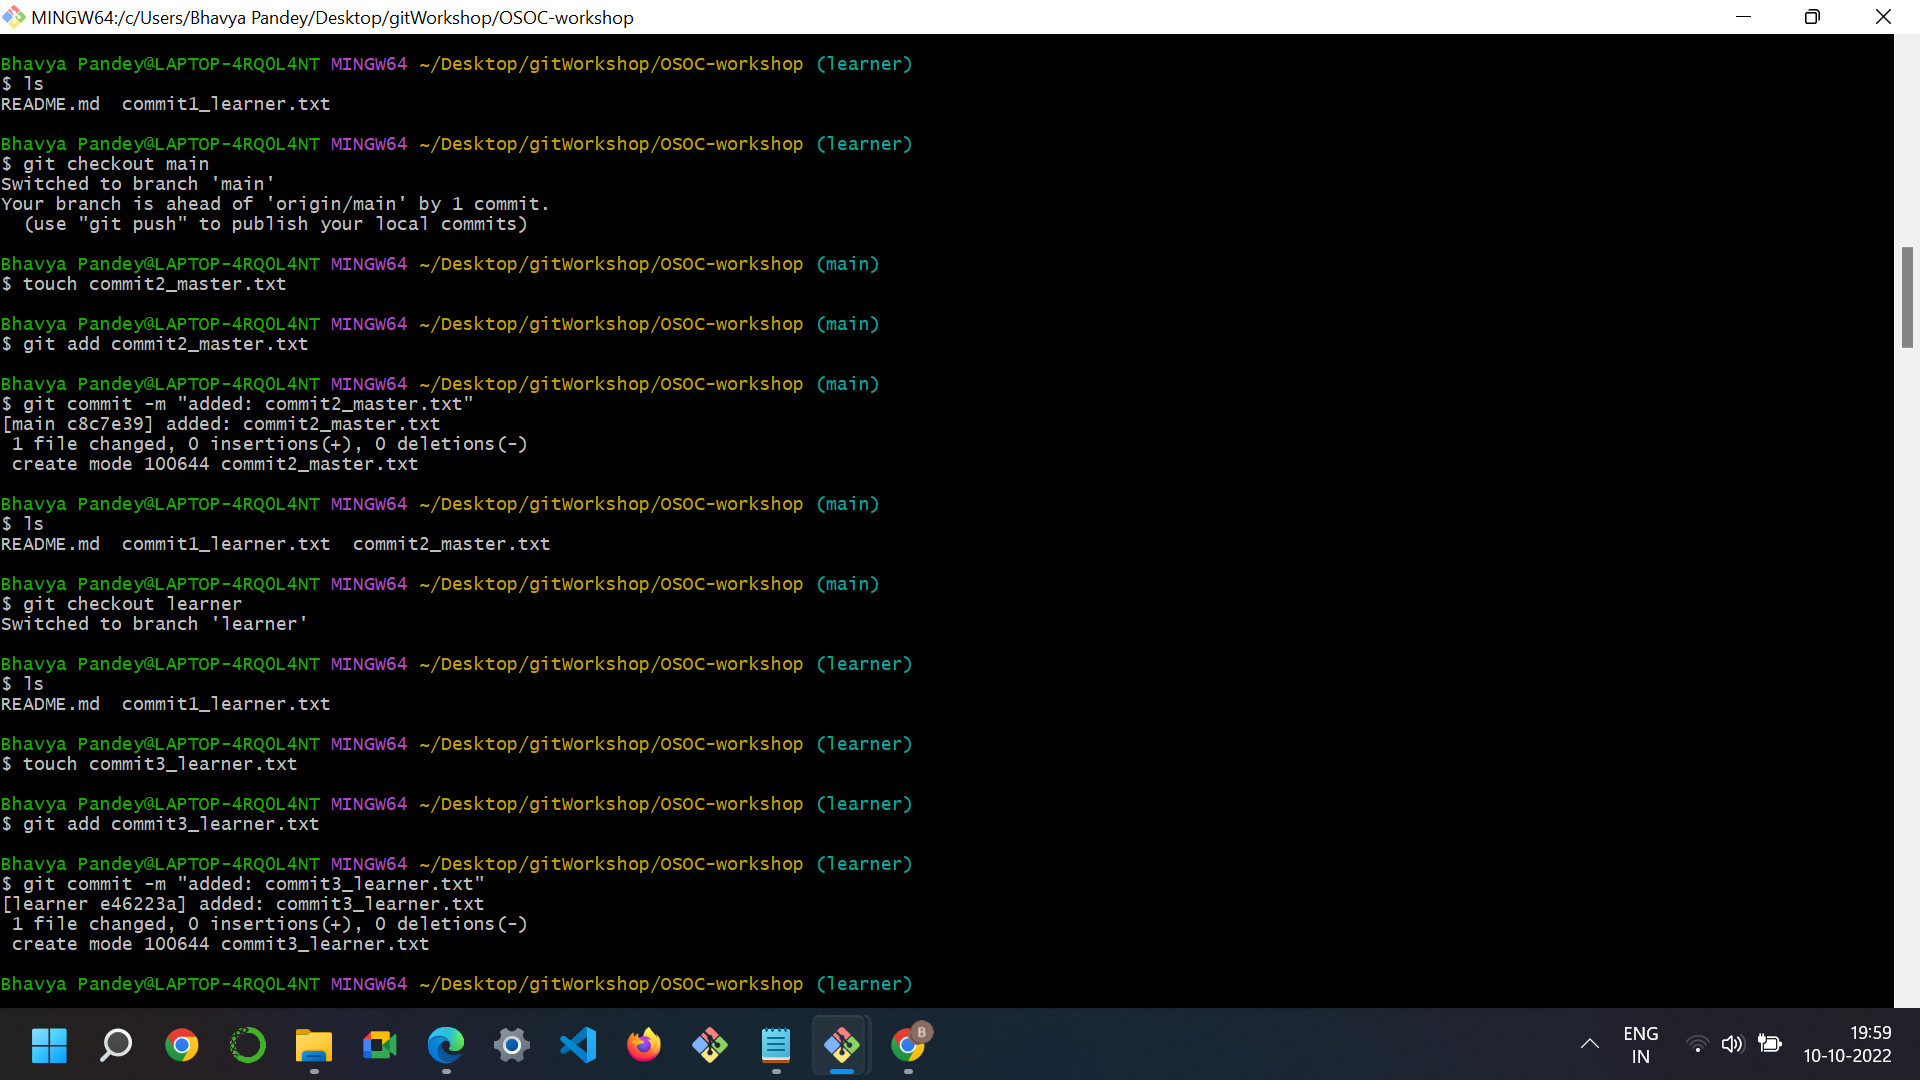 MINGW64:/c/Users/Bhavya Pandey/Desktop/gitWorkshop/OSOC-workshop
Bhavya Pandey@LAPTOP-4RQ0L4NT MINGW64 ~/Desktop/gitWorkshop/OSOC-workshop (learner)
$ ls
README.md  commit1_learner.txt
Bhavya Pandey@LAPTOP-4RQ0L4NT MINGW64 ~/Desktop/gitWorkshop/OSOC-workshop (learner)
$ git checkout main
Switched to branch 'main'
Your branch is ahead of 'origin/main' by 1 commit.
  (use "git push" to publish your local commits)
Bhavya Pandey@LAPTOP-4RQ0L4NT MINGW64 ~/Desktop/gitWorkshop/OSOC-workshop (main)
$ touch commit2_master.txt
Bhavya Pandey@LAPTOP-4RQ0L4NT MINGW64 ~/Desktop/gitWorkshop/OSOC-workshop (main)
$ git add commit2_master.txt
Bhavya Pandey@LAPTOP-4RQ0L4NT MINGW64 ~/Desktop/gitWorkshop/OSOC-workshop (main)
$ git commit -m "added: commit2_master.txt"
[main c8c7e39] added: commit2_master.txt
 1 file changed, 0 insertions(+), 0 deletions(-)
 create mode 100644 commit2_master.txt
Bhavya Pandey@LAPTOP-4RQ0L4NT MINGW64 ~/Desktop/gitWorkshop/OSOC-workshop (main)
$ ls
README.md  commit1_learner.txt  commit2_master.txt
Bhavya Pandey@LAPTOP-4RQ0L4NT MINGW64 ~/Desktop/gitWorkshop/OSOC-workshop (main)
$ git checkout learner
Switched to branch 'learner'
Bhavya Pandey@LAPTOP-4RQ0L4NT MINGW64 ~/Desktop/gitWorkshop/OSOC-workshop (learner)
$ ls
README.md  commit1_learner.txt
Bhavya Pandey@LAPTOP-4RQ0L4NT MINGW64 ~/Desktop/gitWorkshop/OSOC-workshop (learner)
$ touch commit3_learner.txt
Bhavya Pandey@LAPTOP-4RQ0L4NT MINGW64 ~/Desktop/gitWorkshop/OSOC-workshop (learner)
$ git add commit3_learner.txt
Bhavya Pandey@LAPTOP-4RQ0L4NT MINGW64 ~/Desktop/gitWorkshop/OSOC-workshop (learner)
$ git commit -m "added: commit3_learner.txt"
[learner e46223a] added: commit3_learner.txt
 1 file changed, 0 insertions(+), 0 deletions(-)
 create mode 100644 commit3_learner.txt
Bhavya Pandey@LAPTOP-4RQ0L4NT MINGW64 ~/Desktop/gitWorkshop/OSOC-workshop (learner)
B
ENG
IN
19:59
10-10-2022